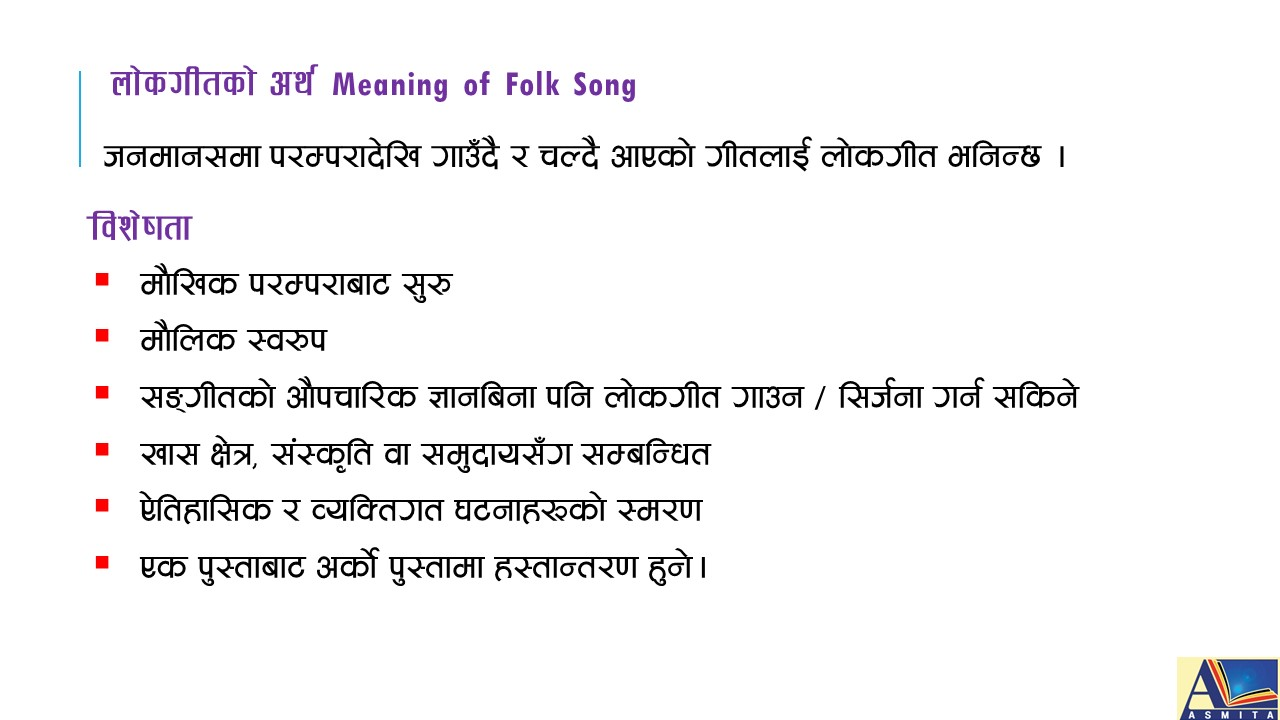 लोकगीतको अर्थ Meaning of Folk Song
जनमानसमा परम्परादेखि गाउँदै र चल्दै आएको गीतलाई लोकगीत भनिन्छ ।
विशेषता
मौखिक परम्पराबाट सुरु
मौलिक स्वरुप
सङ्गीतको औपचारिक ज्ञानबिना पनि लोकगीत गाउन / सिर्जना गर्न सकिने
खास क्षेत्र, संस्कृति वा समुदायसँग सम्बन्धित
ऐतिहासिक र व्यक्तिगत घटनाहरूको स्मरण
एक पुस्ताबाट अर्को पुस्तामा हस्तान्तरण हुने।
ASMITA